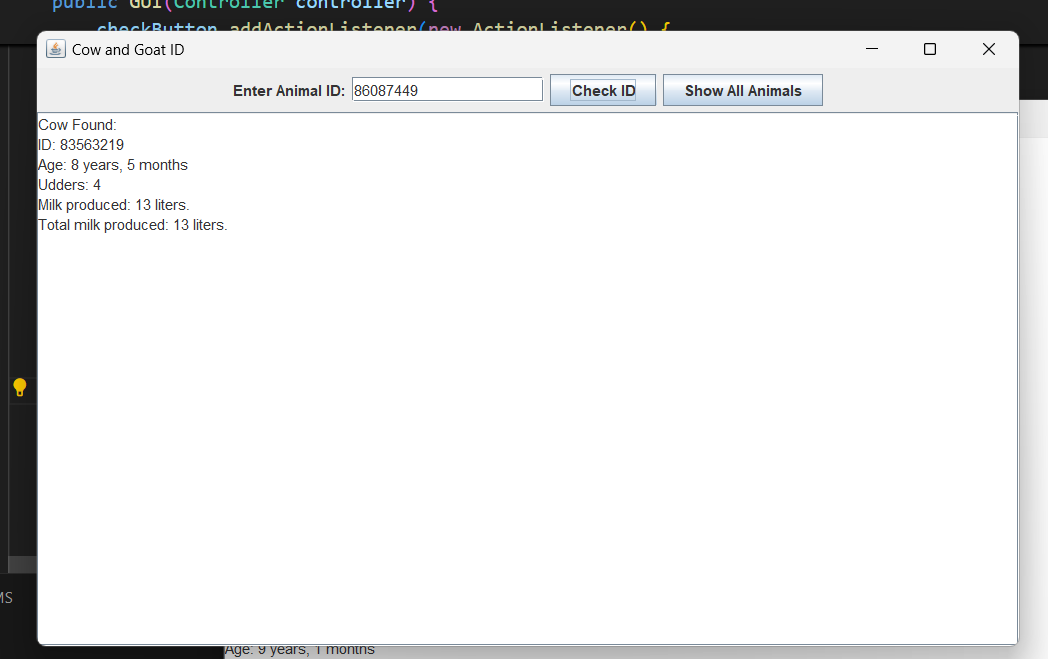 public GUI(Controller controller) {
checkButton.addActionListener(new ActionListener() {
Cow and Goat ID
Enter Animal ID: 86087449 Check ID Show All Animals
Cow Found:
ID: 83563219
Age: 8 years, 5 months
Udders: 4
Milk produced: 13 liters.
Total milk produced: 13 liters.
MS
Age: 9 years, 1 months